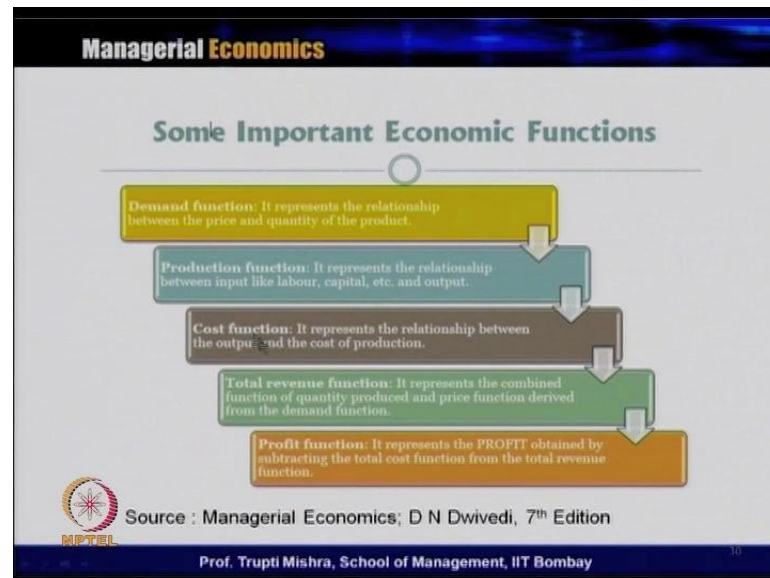 Managerial Economics
Some Important Economic Functions
Demand function: It represents the relationship
between the price and quantity of the product.
Production function: It represents the relationship
between input like labour, capital, etc. and output.
Cost function: It represents the relationship between
the output and the cost of production.
Total revenue function: It represents the combined
function of quantity produced and price function derived
from the demand function.
Profit function: It represents the PROFIT obtained by
subtracting the total cost function from the total revenue
function.
Source : Managerial Economics; D N Dwivedi, 7th Edition
NPTEL
Prof. Trupti Mishra, School of Management, IIT Bombay
10